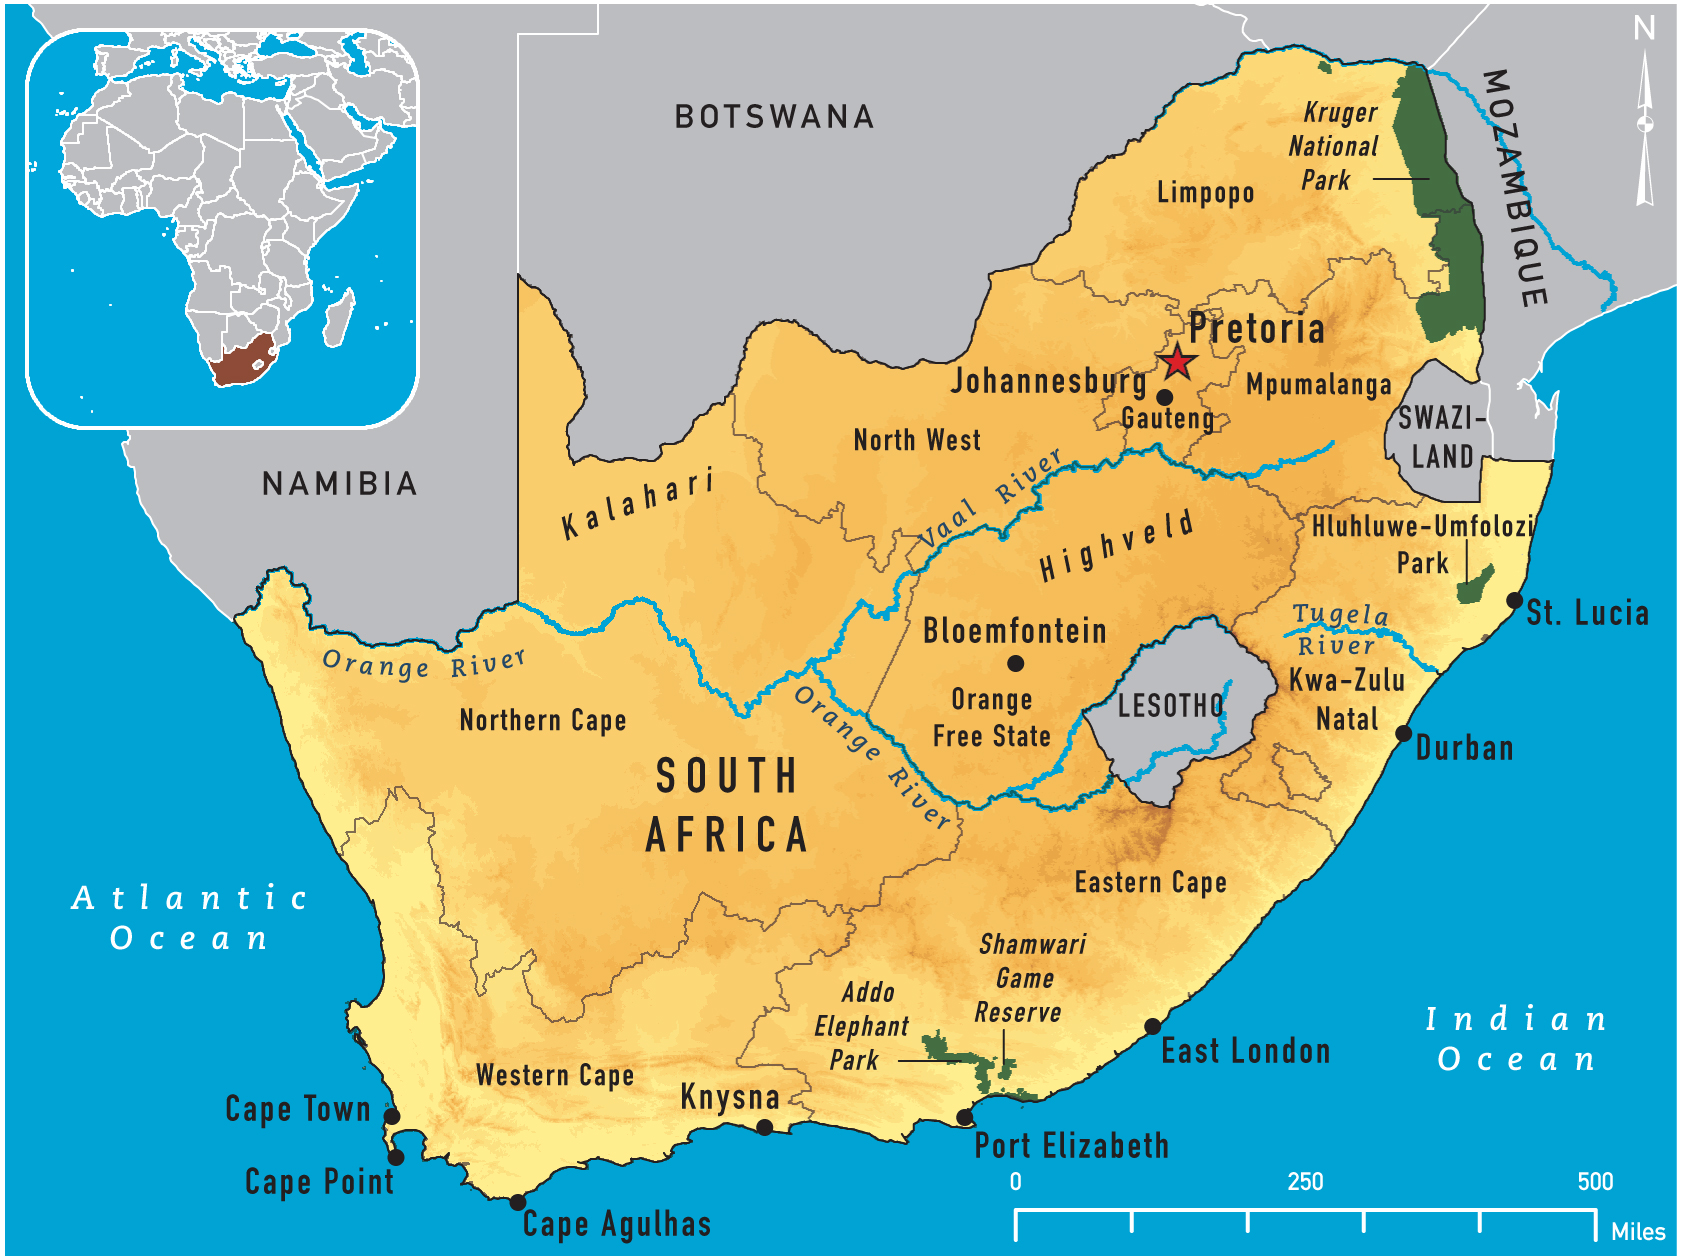 N
BOTSWANA
MOZAMBIQUE
Kruger
National
Park
Limpopo
Pretoria
Johannesburg
Gauteng
Mpumalanga
SWAZI-
LAND
North West
NAMIBIA
Kalahari
Vaal River
Highveld
Hluhluwe-Umfolozi
Park
St. Lucia
Tugela
River
Bloemfontein
Orange River
Kwa-Zulu
Natal
Orange
Free State
LESOTHO
Northern Cape
Orange River
Durban
SOUTH
AFRICA
Eastern Cape
Atlantic
Ocean
Shamwari
Game
Reserve
Addo
Elephant
Park
Indian
Ocean
East London
Western Cape
Knysna
Cape Town
Port Elizabeth
Cape Point
Cape Agulhas
0 250 500
Miles